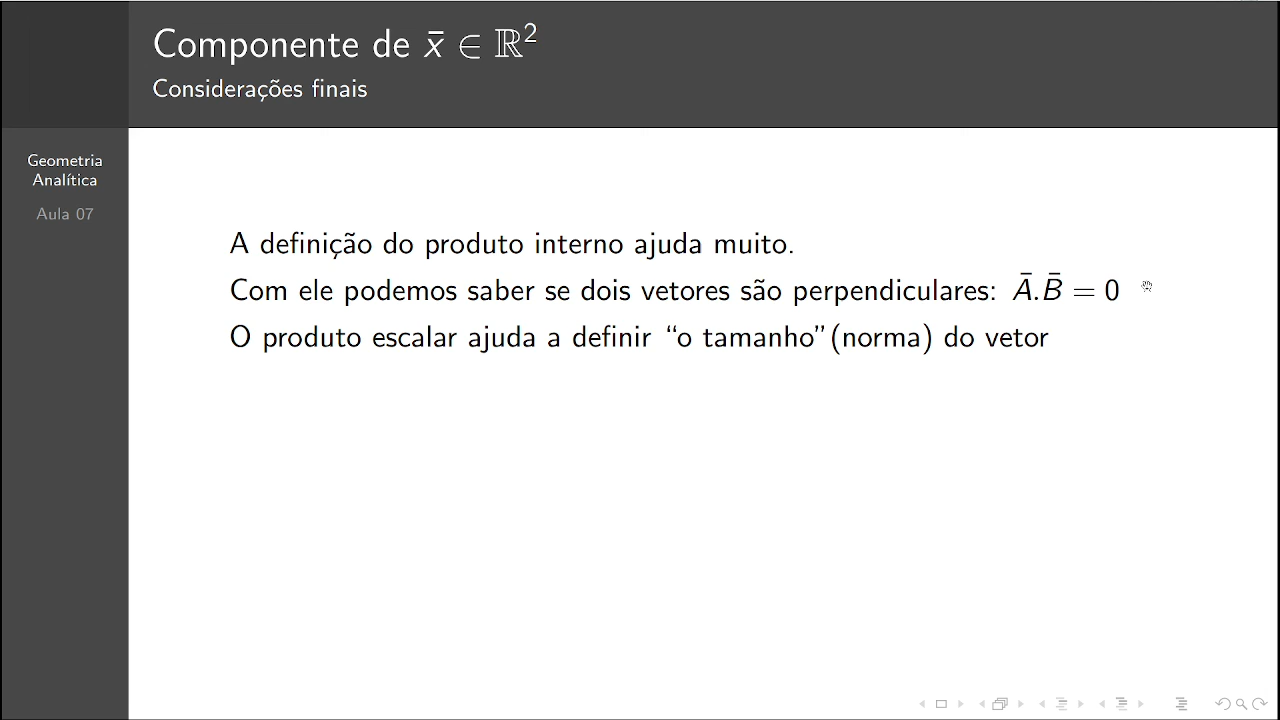 Componente de x̄ ∈ ℝ²
Considerações finais
Geometria
Analítica
Aula 07
A definição do produto interno ajuda muito.
Com ele podemos saber se dois vetores são perpendiculares: Ā.B̄ = 0
O produto escalar ajuda a definir “o tamanho”(norma) do vetor